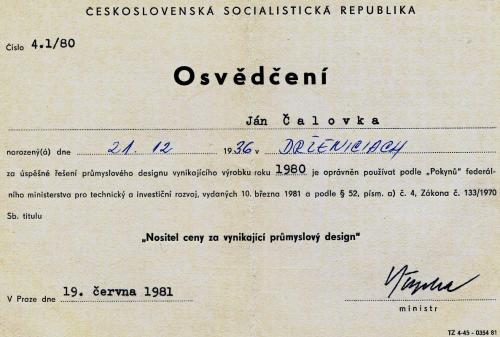 ČESKOSLOVENSKÁ SOCIALISTICKÁ REPUBLIKA
Číslo 4.1/80
Osvědčení
Ján Čalovka
norozený(á) dne 21. 12 1936 v DRŽENICIACH
za úspěšné řešení průmyslového designu vynikajícího výrobku roku 1980 je oprávněn používat podle „Pokynů" federál-
ního ministerstva pro technický a investiční rozvoj, vydaných 10. března 1981 a podle § 52, písm. a) č. 4, Zákona č. 133/1970
Sb. titulu
„Nositel ceny za vynikající průmyslový design"
V Praze dne 19. června 1981
ministr
TZ 4-45 - 0354 81